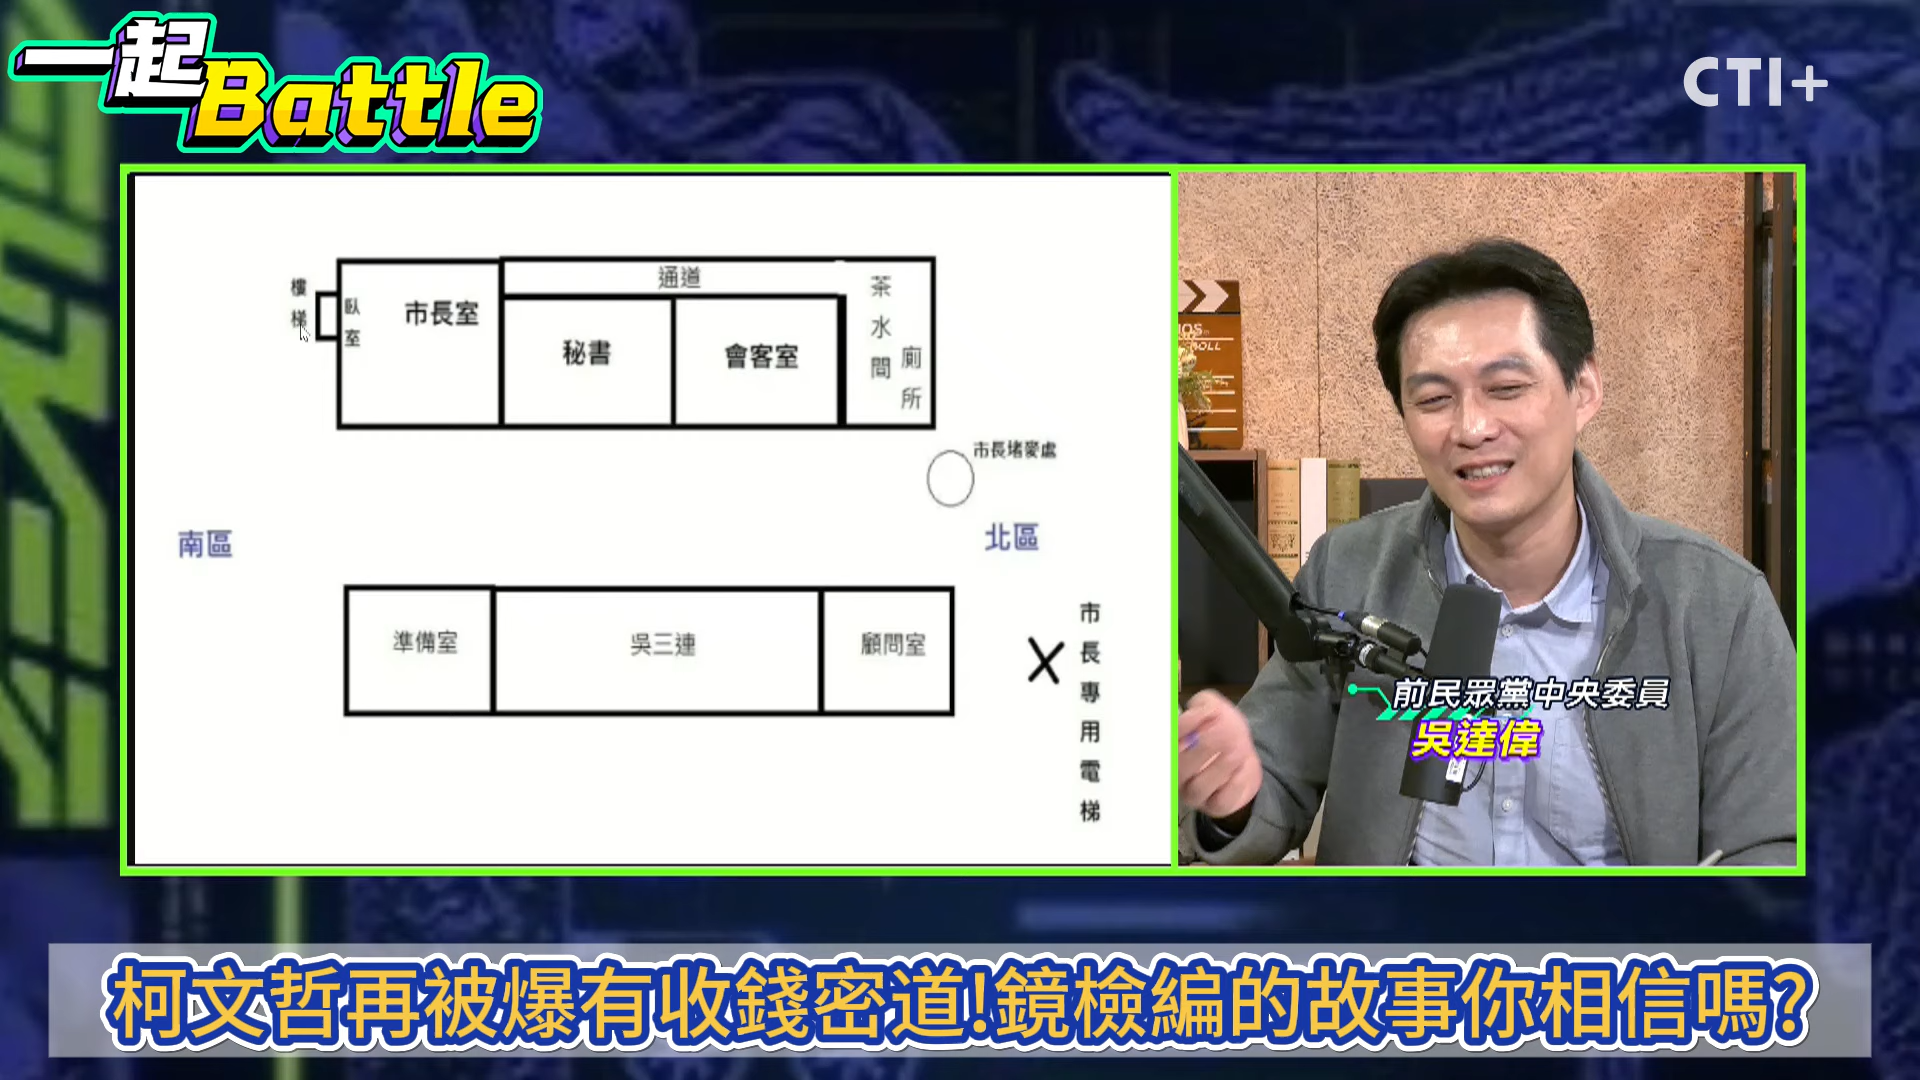 一起Battle
CTI+
樓梯
臥室
市長室
通道
秘書
會客室
茶水間
廁所
市長堵麥處
南區
北區
準備室
吳三連
顧問室
X
市長專用電梯
前民眾黨中央委員
吳達偉
柯文哲再被爆有收錢密道!鏡檢編的故事你相信嗎?